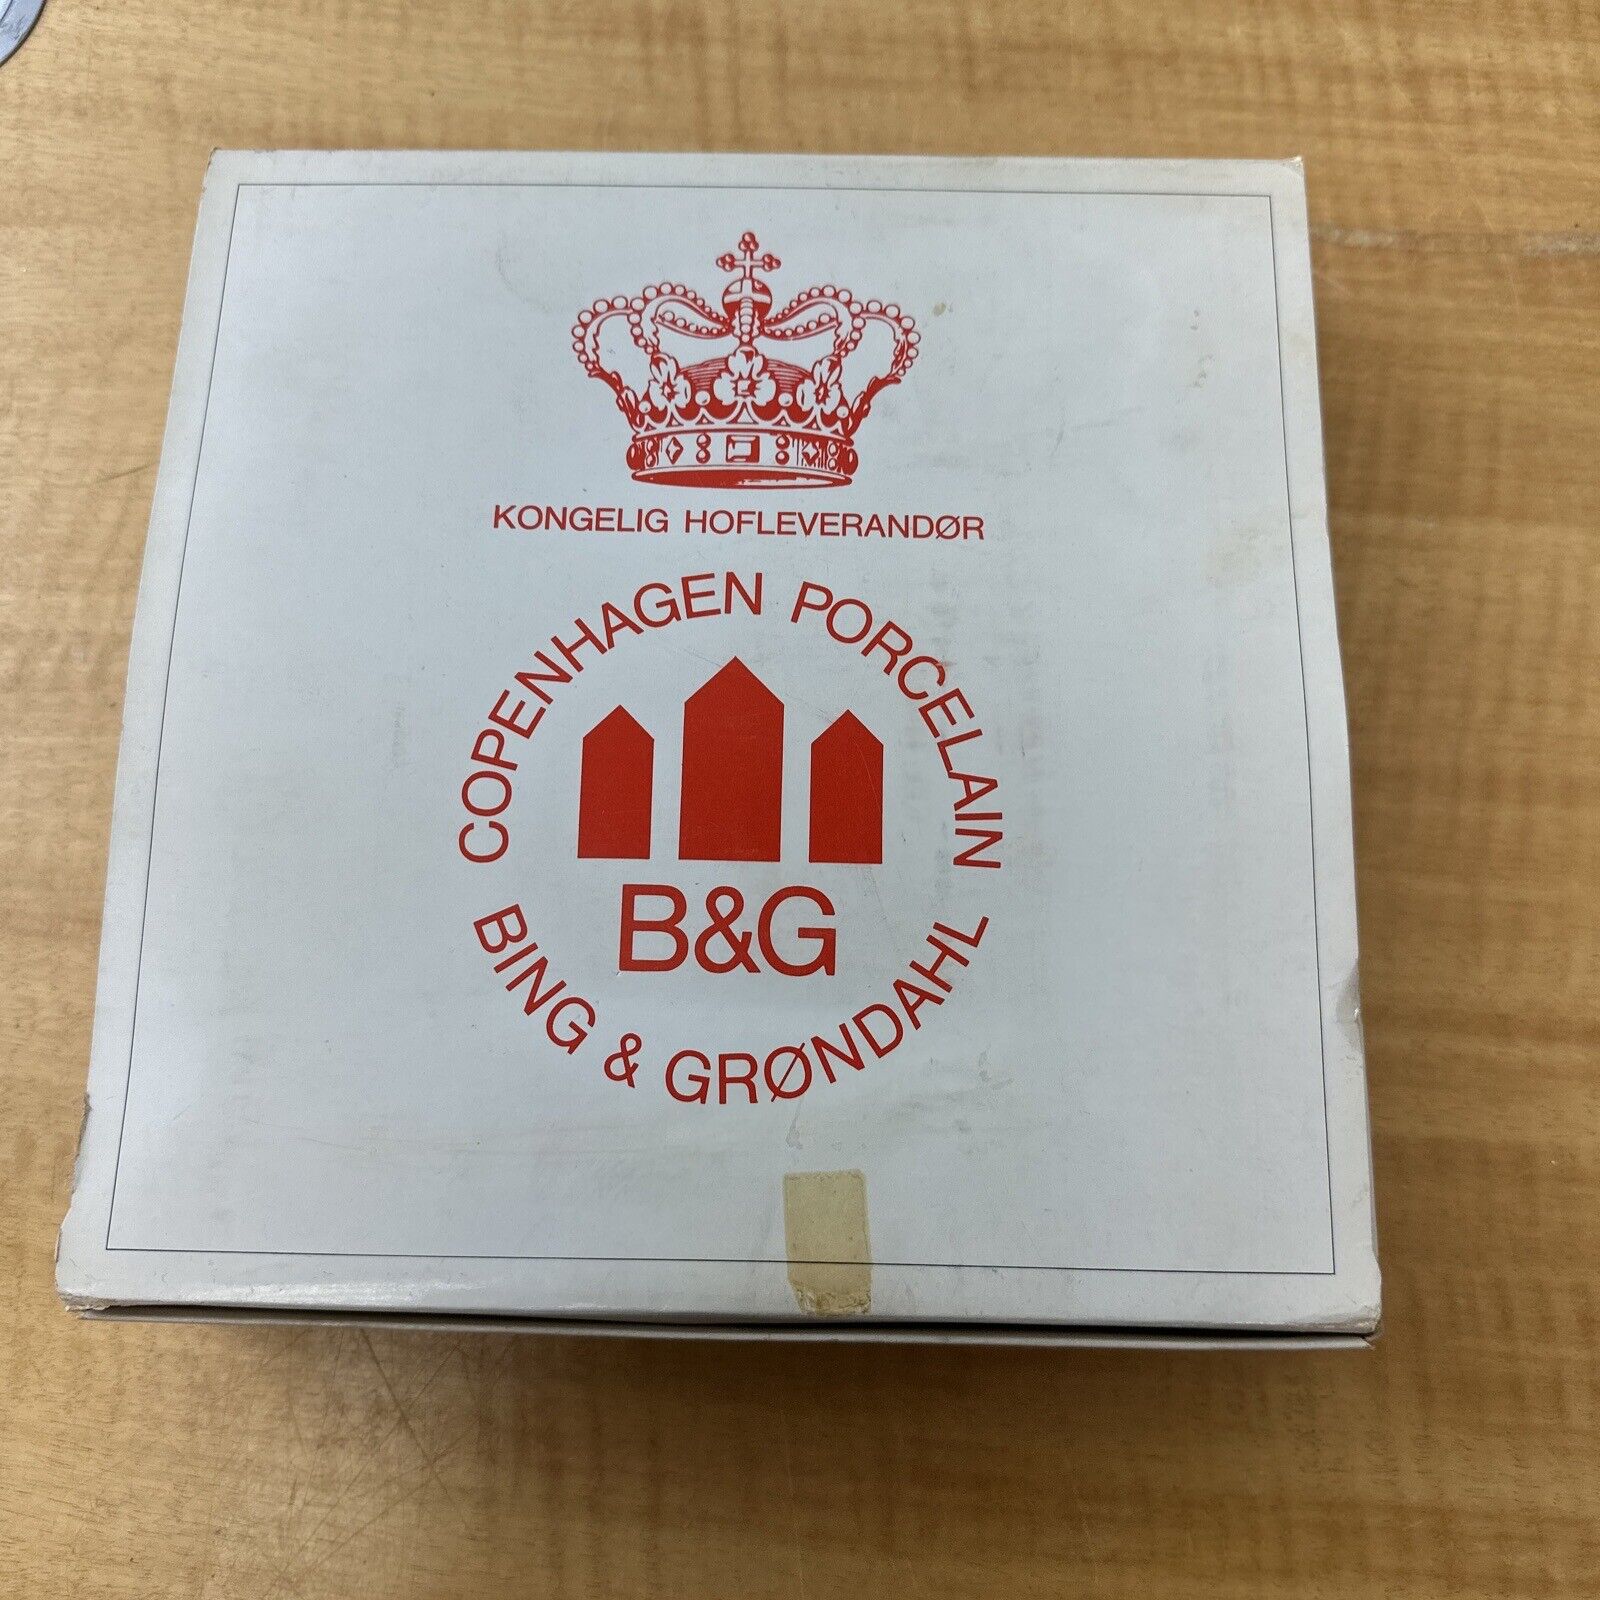 KONGELIG HOFLEVERANDØR
COPENHAGEN PORCELAIN
B&G
BING & GRØNDAHL